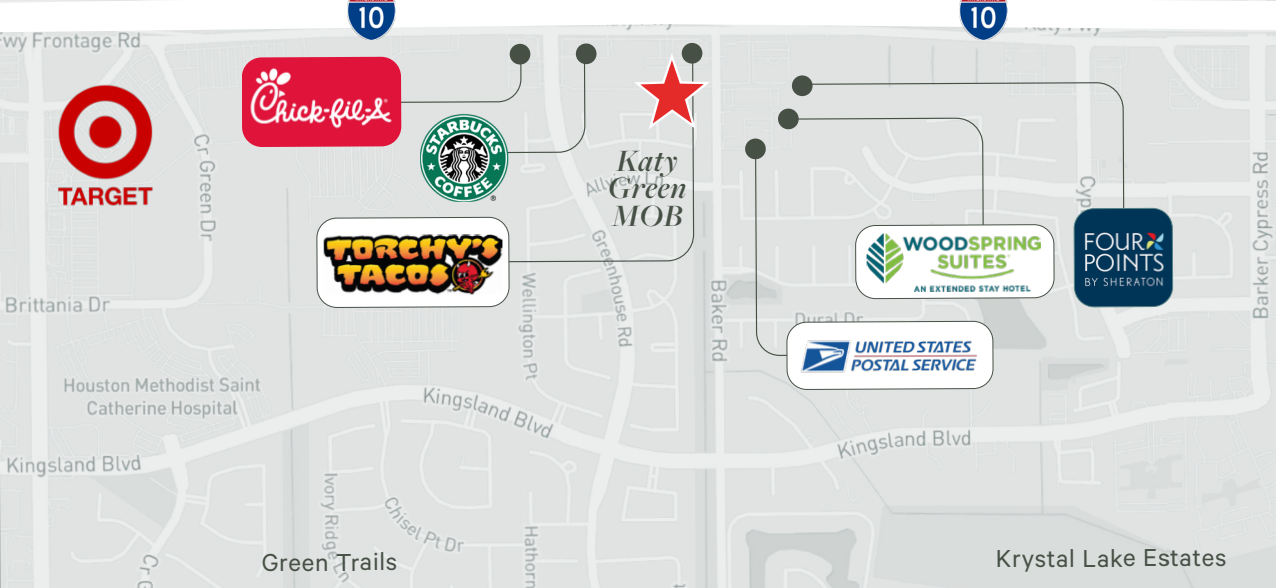 10
10
Fwy Frontage Rd
Katy Fwy
Chick-fil-A
STARBUCKS
COFFEE
®
TARGET
Cr Green Dr
Katy
Green
MOB
Allview Ln
TORCHY'S
TACOS
WOODSPRING
SUITES
AN EXTENDED STAY HOTEL
FOUR
POINTS
BY SHERATON
Barker Cypress Rd
Brittania Dr
Wellington Pt
Greenhouse Rd
Baker Rd
Dural Dr
UNITED STATES
POSTAL SERVICE
Houston Methodist Saint
Catherine Hospital
Kingsland Blvd
Kingsland Blvd
Kingsland Blvd
Ivory Ridge Ln
Chisel Pt Dr
Green Trails
Krystal Lake Estates